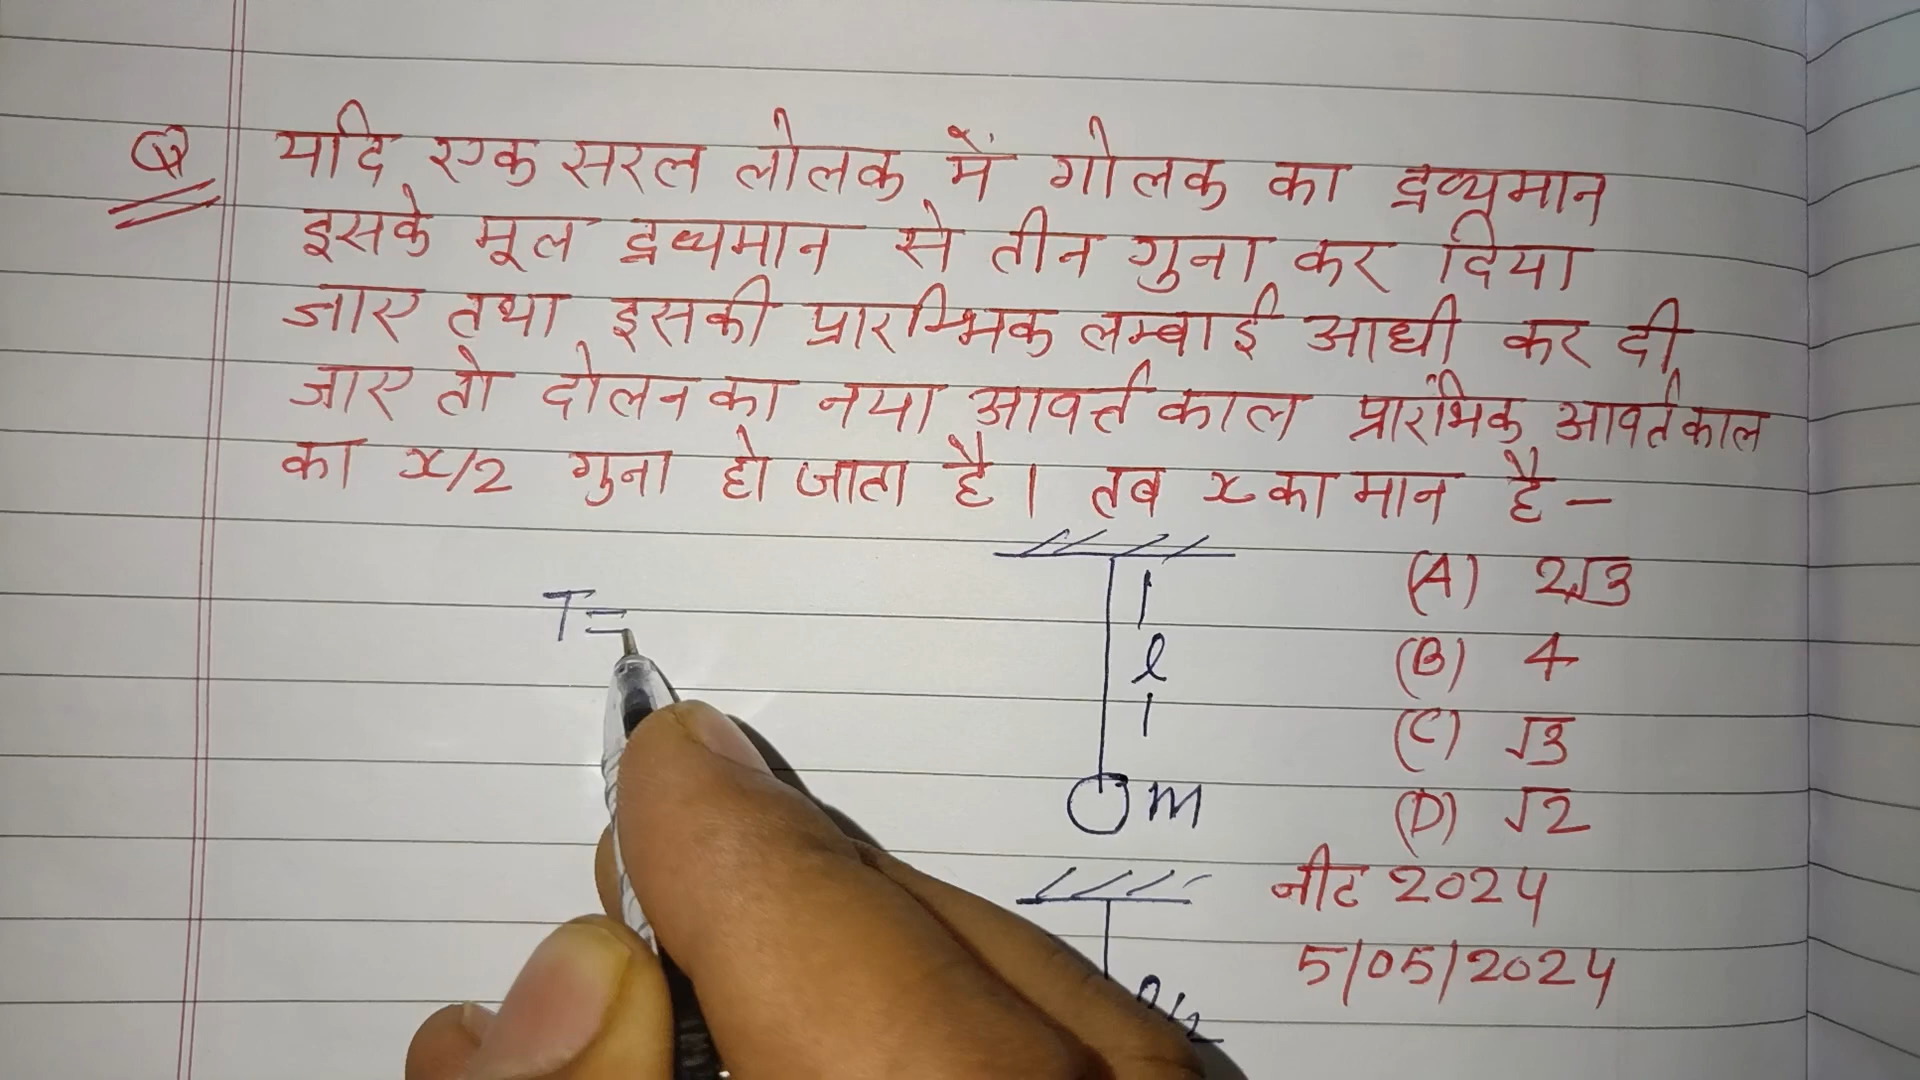 Q यदि एक सरल लोलक में गोलक का द्रव्यमान
इसके मूल द्रव्यमान से तीन गुना कर दिया
जाए तथा इसकी प्रारम्भिक लम्बाई आधी कर दी
जाए तो दोलन का नया आवर्त काल प्रारंभिक आवर्तकाल
का x/2 गुना हो जाता है। तब x का मान है –
(A) 2√3
T=
l
(B) 4
(C) √3
m
(D) √2
नीट 2024
5/05/2024